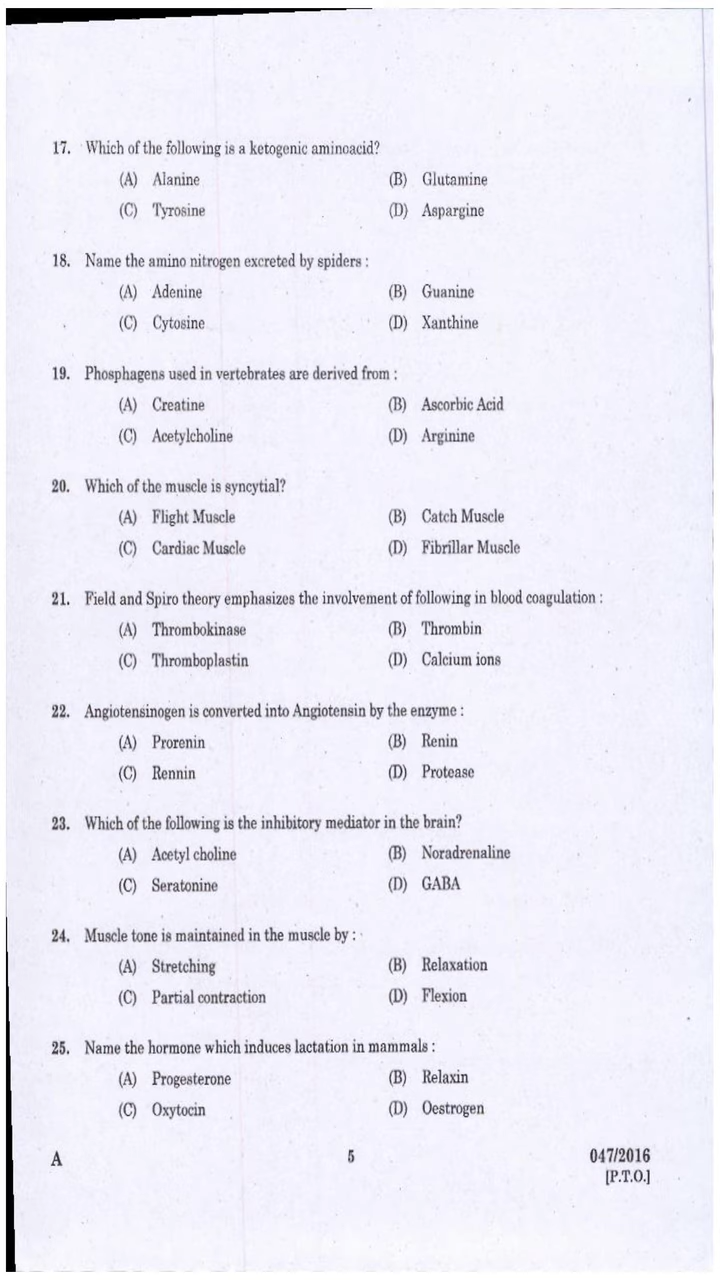 17. Which of the following is a ketogenic aminoacid?
(A) Alanine (B) Glutamine
(C) Tyrosine (D) Aspargine
18. Name the amino nitrogen excreted by spiders :
(A) Adenine (B) Guanine
(C) Cytosine (D) Xanthine
19. Phosphagens used in vertebrates are derived from :
(A) Creatine (B) Ascorbic Acid
(C) Acetylcholine (D) Arginine
20. Which of the muscle is syncytial?
(A) Flight Muscle (B) Catch Muscle
(C) Cardiac Muscle (D) Fibrillar Muscle
21. Field and Spiro theory emphasizes the involvement of following in blood coagulation :
(A) Thrombokinase (B) Thrombin
(C) Thromboplastin (D) Calcium ions
22. Angiotensinogen is converted into Angiotensin by the enzyme :
(A) Prorenin (B) Renin
(C) Rennin (D) Protease
23. Which of the following is the inhibitory mediator in the brain?
(A) Acetyl choline (B) Noradrenaline
(C) Seratonine (D) GABA
24. Muscle tone is maintained in the muscle by :
(A) Stretching (B) Relaxation
(C) Partial contraction (D) Flexion
25. Name the hormone which induces lactation in mammals :
(A) Progesterone (B) Relaxin
(C) Oxytocin (D) Oestrogen
A 5 047/2016
[P.T.O.]